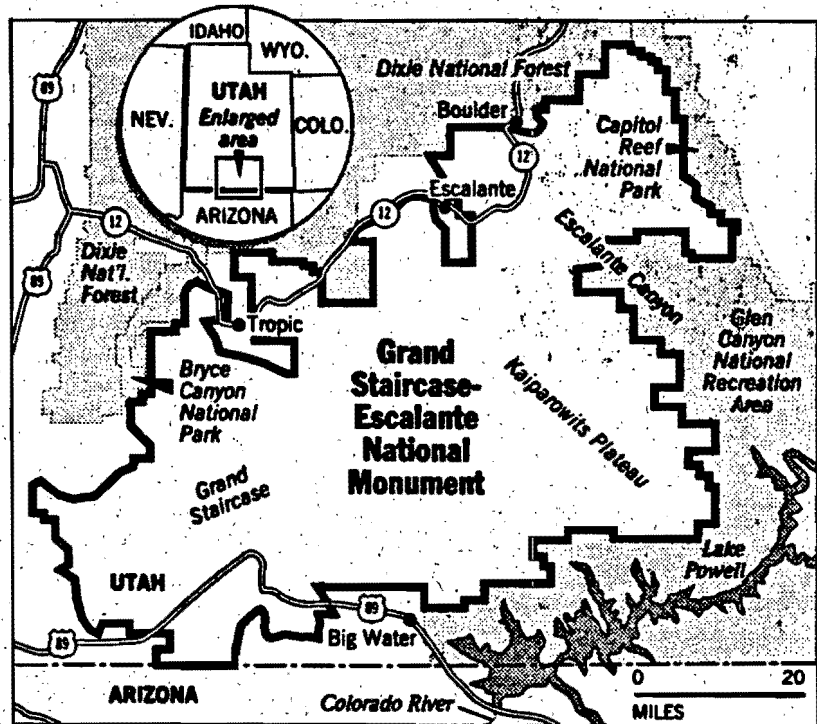 IDAHO
WYO.
UTAH
Enlarged
area
NEV.
COLO.
ARIZONA
89
Dixie National Forest
Boulder
Capitol
Reef
National
Park
12
Escalante
12
12
Dixie
Nat'l.
Forest
89
Escalante Canyon
Tropic
Glen
Canyon
National
Recreation
Area
Grand
Staircase-
Escalante
National
Monument
Kaiparowits Plateau
Bryce
Canyon
National
Park
Grand
Staircase
Lake
Powell
UTAH
89
89
Big Water
ARIZONA
Colorado River
0 20
MILES